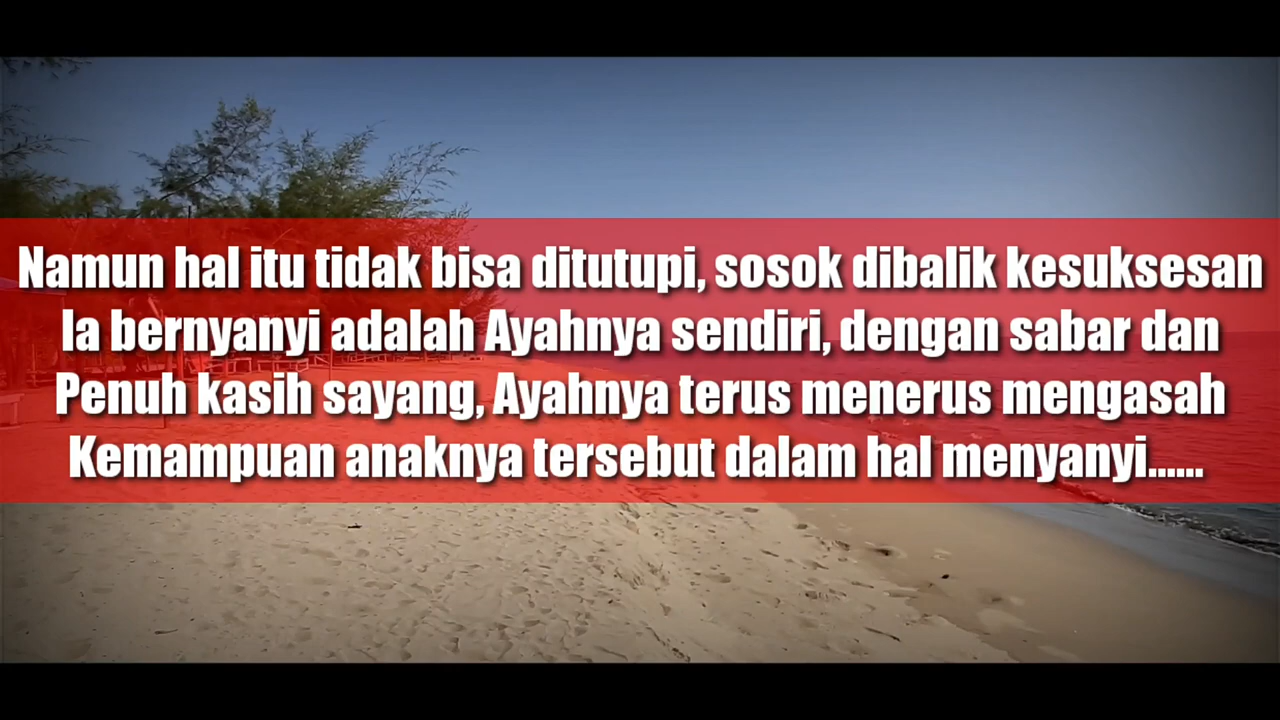 Namun hal itu tidak bisa ditutupi, sosok dibalik kesuksesan
Ia bernyanyi adalah Ayahnya sendiri, dengan sabar dan
Penuh kasih sayang, Ayahnya terus menerus mengasah
Kemampuan anaknya tersebut dalam hal menyanyi......